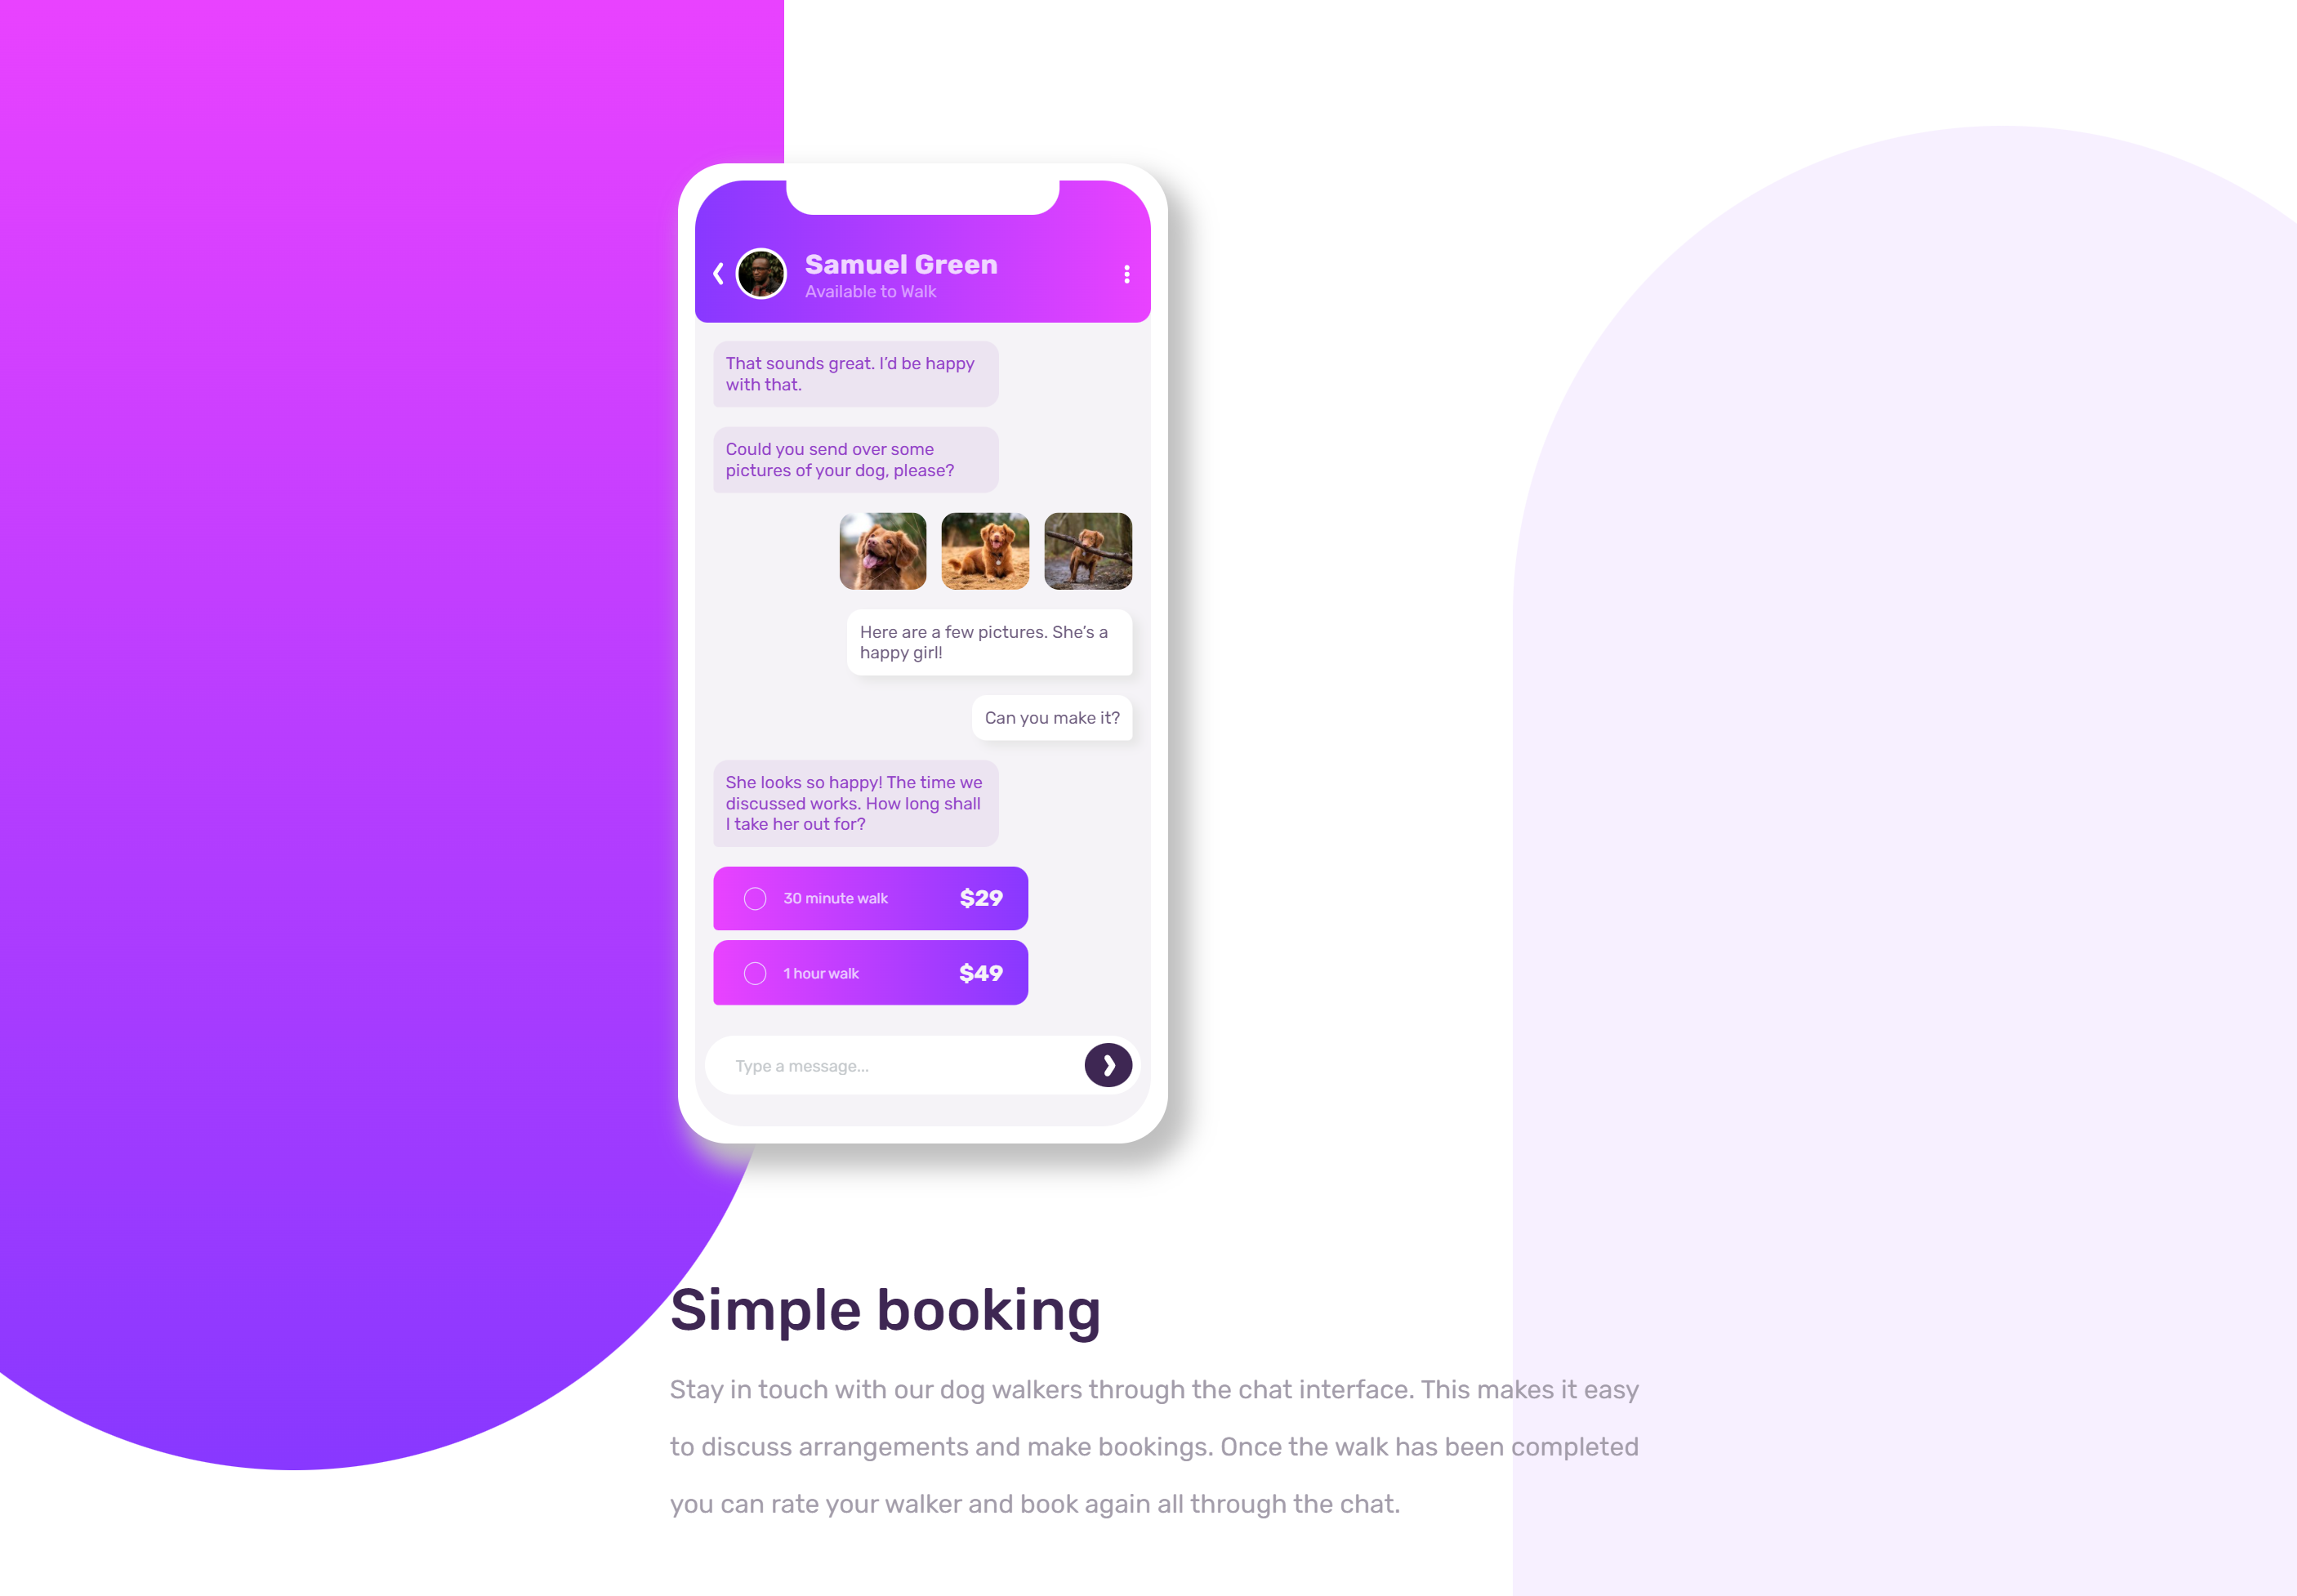 Samuel Green
Available to Walk
That sounds great. I’d be happy
with that.
Could you send over some
pictures of your dog, please?
Here are a few pictures. She’s a
happy girl!
Can you make it?
She looks so happy! The time we
discussed works. How long shall
I take her out for?
30 minute walk $29
1 hour walk $49
Type a message...
Simple booking
Stay in touch with our dog walkers through the chat interface. This makes it easy
to discuss arrangements and make bookings. Once the walk has been completed
you can rate your walker and book again all through the chat.